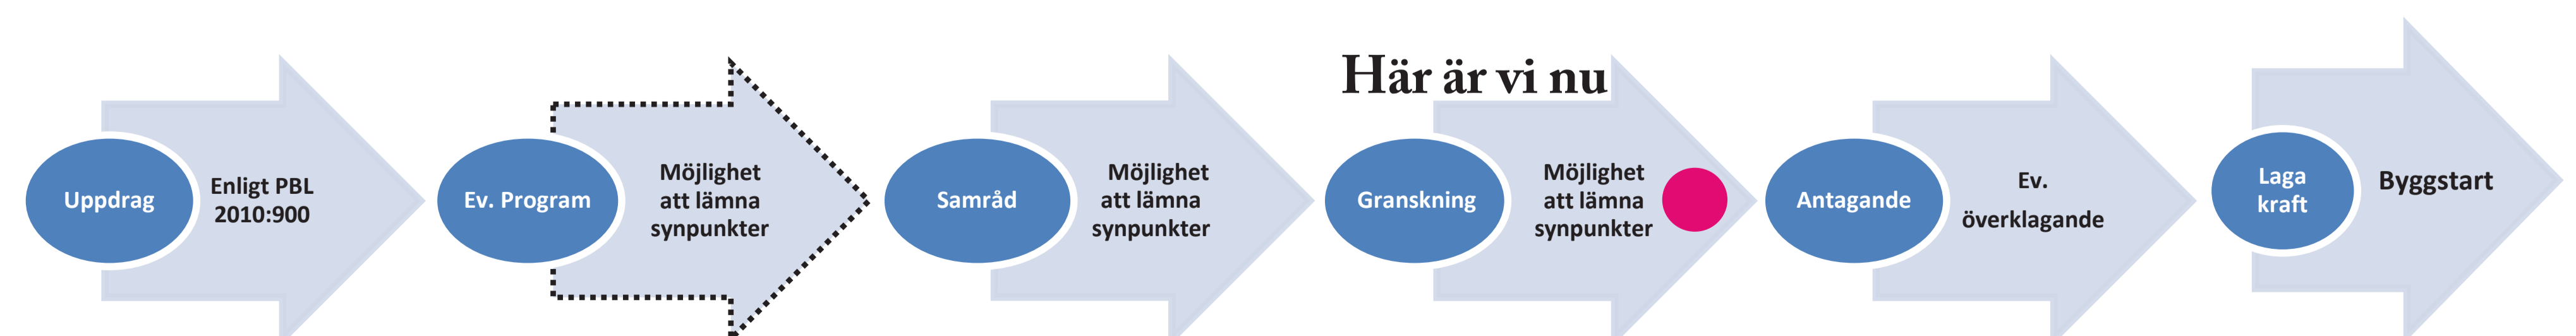 Här är vi nu
Uppdrag
Enligt PBL
2010:900
Ev. Program
Möjlighet
att lämna
synpunkter
Samråd
Möjlighet
att lämna
synpunkter
Granskning
Möjlighet
att lämna
synpunkter
Antagande
Ev.
överklagande
Laga
kraft
Byggstart